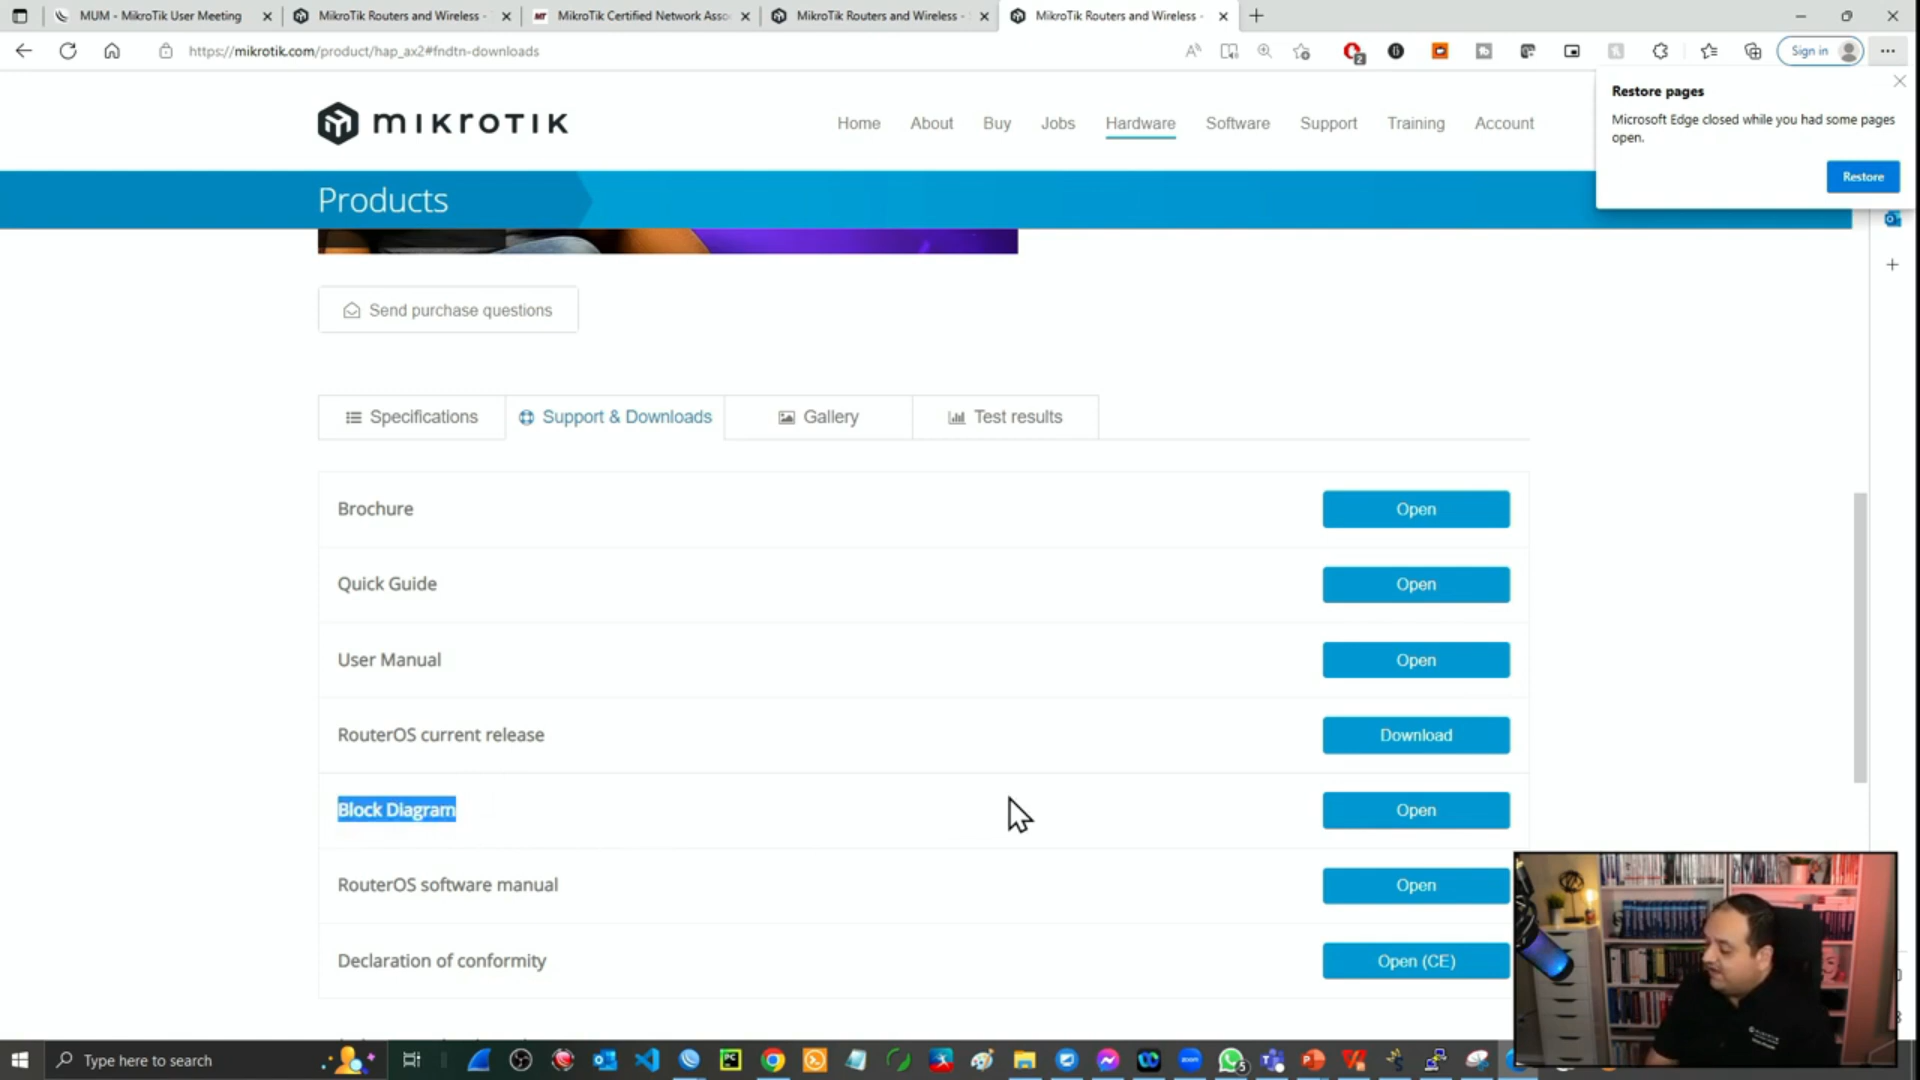 MUM - MikroTik User Meeting
MikroTik Routers and Wireless -
MikroTik Certified Network Asso
MikroTik Routers and Wireless -
MikroTik Routers and Wireless -
https://mikrotik.com/product/hap_ax2#fndtn-downloads
2
Sign in
Restore pages
Microsoft Edge closed while you had some pages
open.
Restore
MIKROTIK
Home
About
Buy
Jobs
Hardware
Software
Support
Training
Account
Products
Send purchase questions
Specifications
Support & Downloads
Gallery
Test results
Brochure
Open
Quick Guide
Open
User Manual
Open
RouterOS current release
Download
Block Diagram
Open
RouterOS software manual
Open
Declaration of conformity
Open (CE)
Type here to search